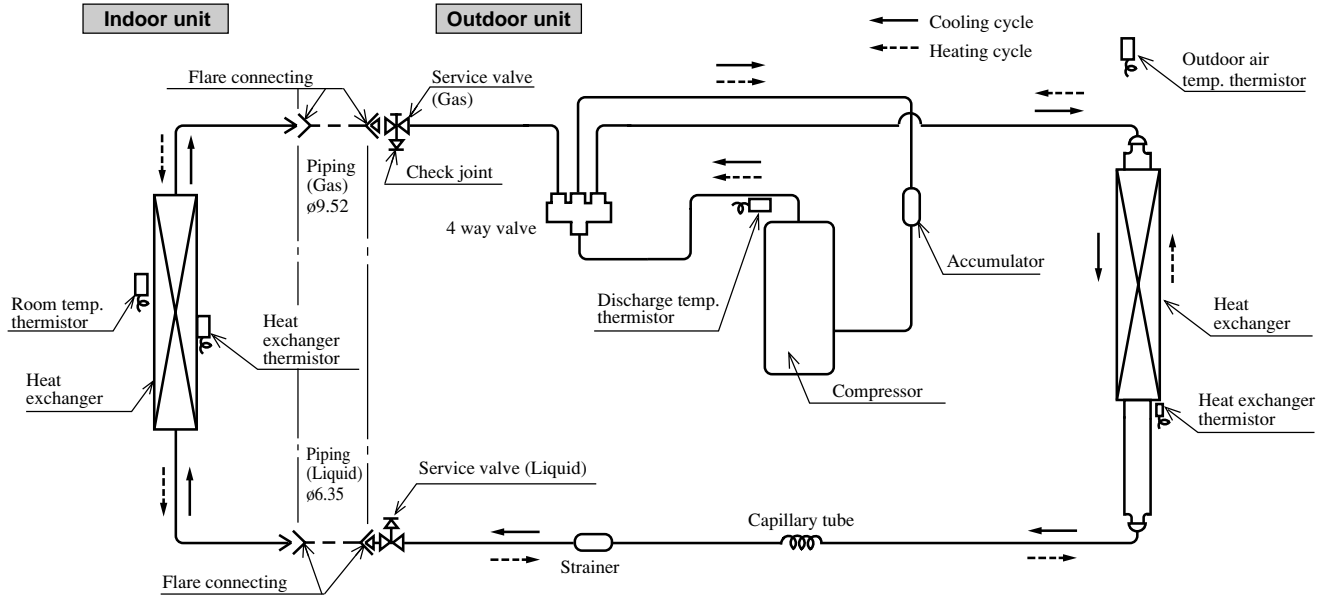 Indoor unit
Outdoor unit
Cooling cycle
Heating cycle
Outdoor air
temp. thermistor
Flare connecting
Service valve
(Gas)
Check joint
Piping
(Gas)
ø9.52
4 way valve
Accumulator
Room temp.
thermistor
Heat
exchanger
thermistor
Heat
exchanger
Discharge temp.
thermistor
Compressor
Heat
exchanger
Heat exchanger
thermistor
Piping
(Liquid)
ø6.35
Service valve (Liquid)
Capillary tube
Strainer
Flare connecting